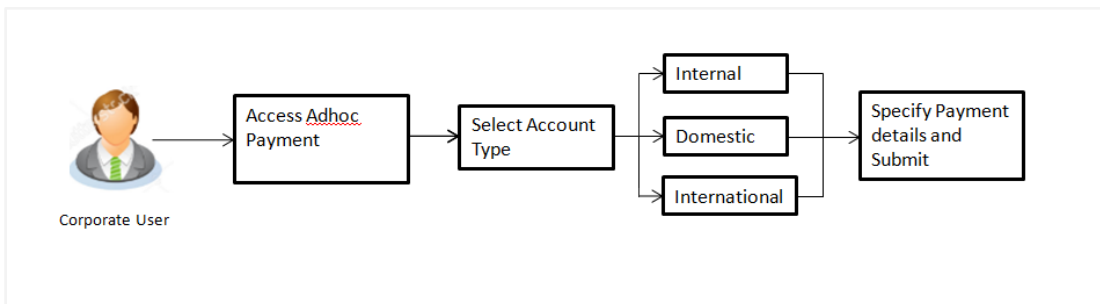 Internal
Access Adhoc
Payment
Select Account
Type
Domestic
International
Specify Payment
details and
Submit
Corporate User